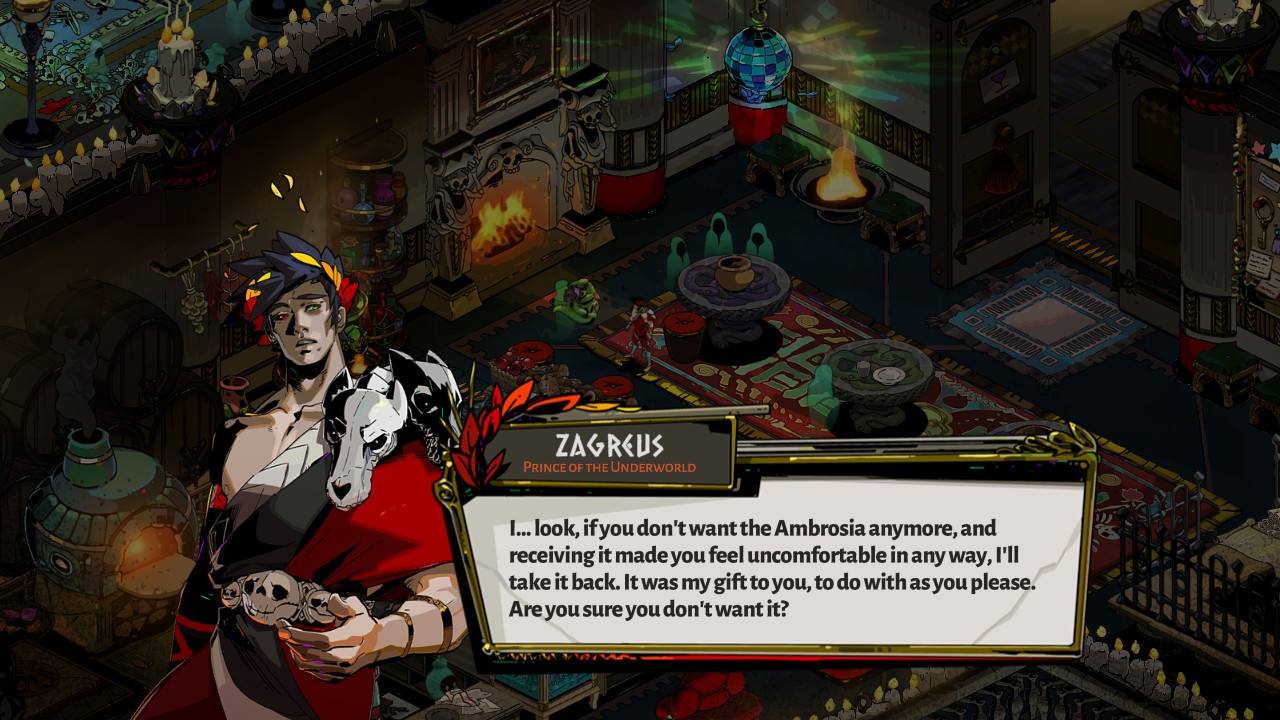 ZAGREUS
PRINCE OF THE UNDERWORLD
I... look, if you don't want the Ambrosia anymore, and
receiving it made you feel uncomfortable in any way, I'll
take it back. It was my gift to you, to do with as you please.
Are you sure you don't want it?